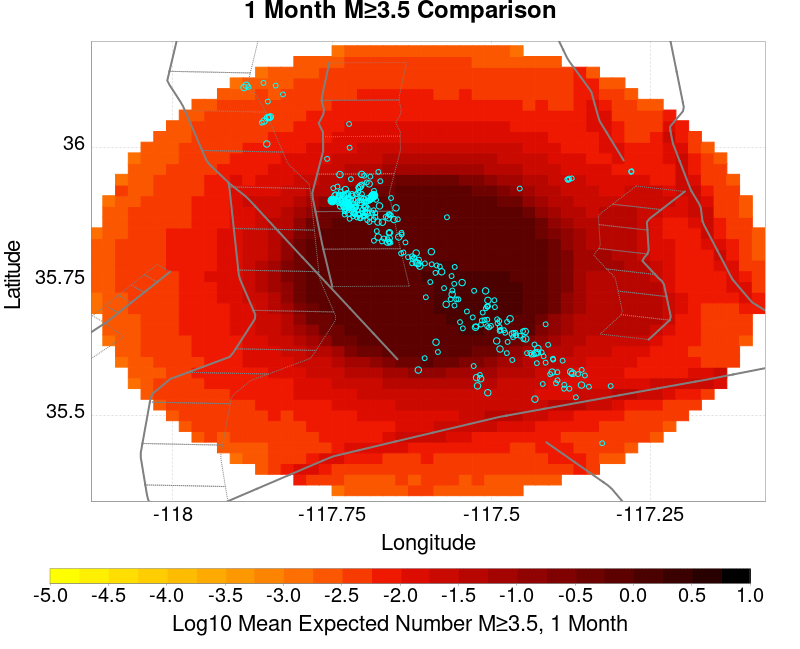 1 Month M≥3.5 Comparison
Latitude
36
35.75
35.5
-118 -117.75 -117.5 -117.25
Longitude
-5.0 -4.5 -4.0 -3.5 -3.0 -2.5 -2.0 -1.5 -1.0 -0.5 0.0 0.5 1.0
Log10 Mean Expected Number M≥3.5, 1 Month